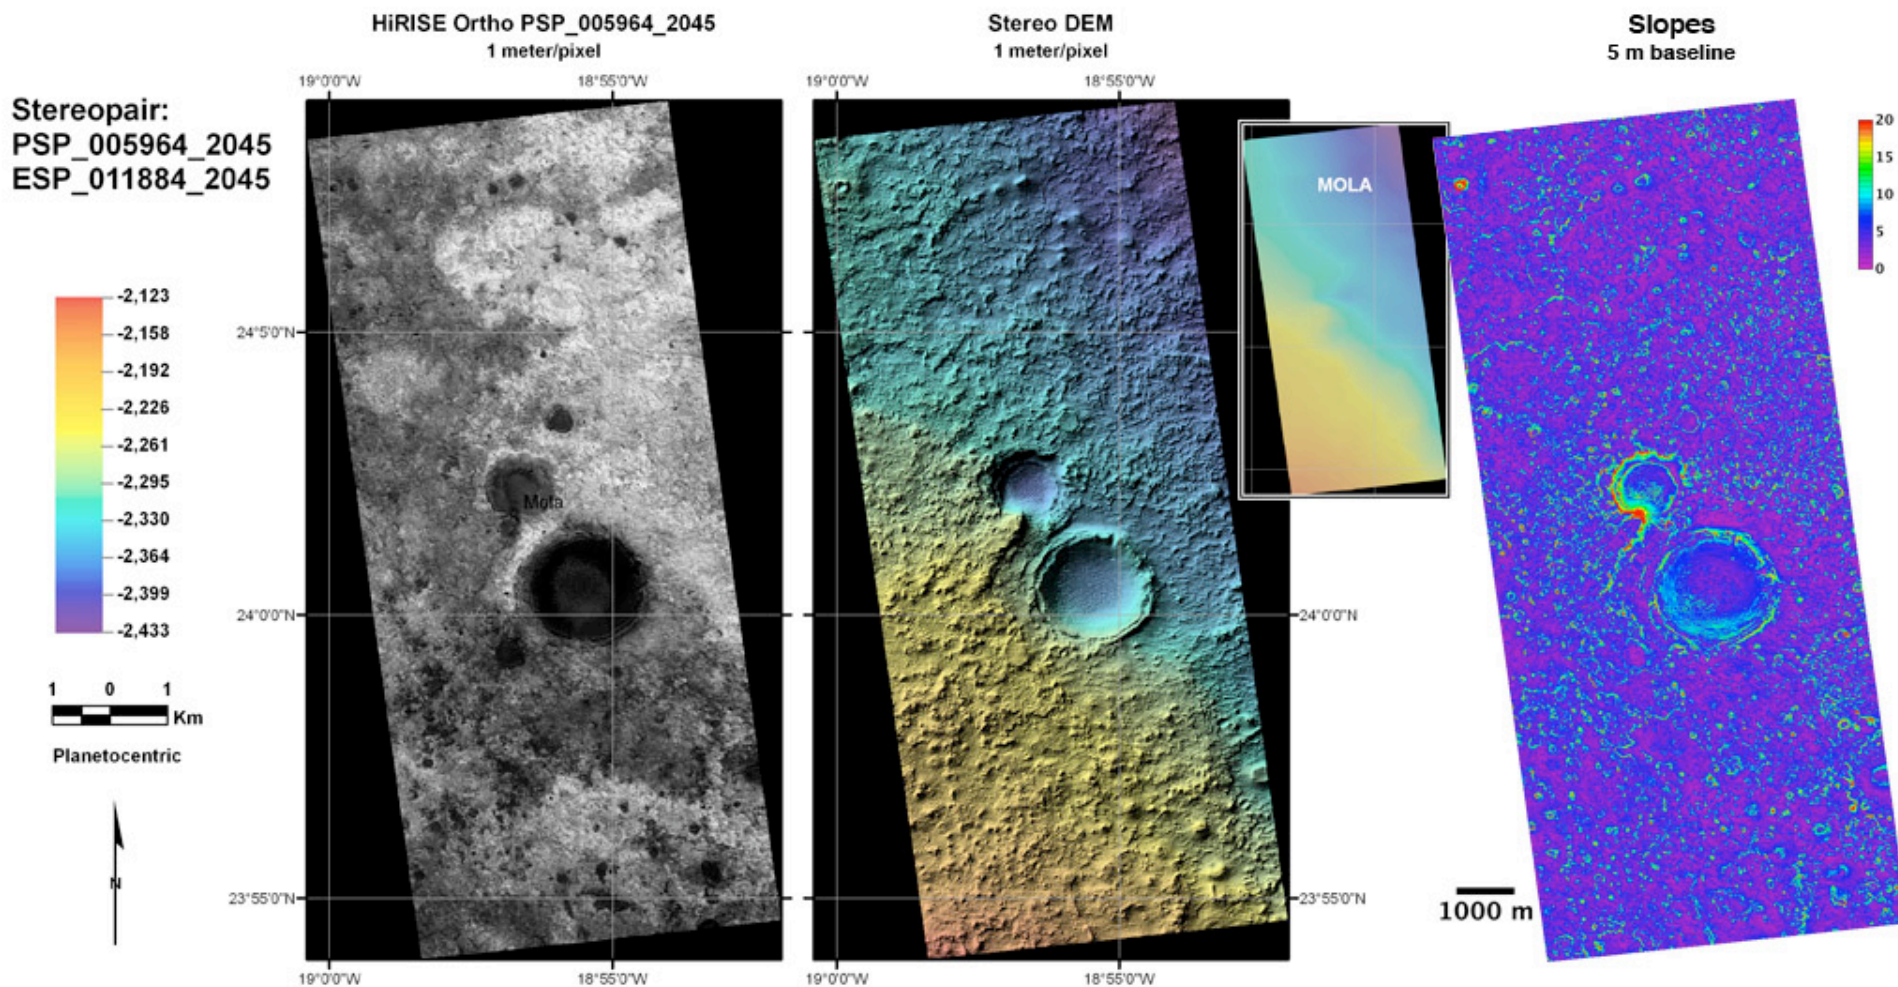 HiRISE Ortho PSP_005964_2045
1 meter/pixel
Stereo DEM
1 meter/pixel
Slopes
5 m baseline
19°0'0"W
18°55'0"W
19°0'0"W
18°55'0"W
Stereopair:
PSP_005964_2045
ESP_011884_2045
MOLA
20
15
10
5
0
-2,123
-2,158
-2,192
-2,226
-2,261
-2,295
-2,330
-2,364
-2,399
-2,433
24°5'0"N
Mola
24°0'0"N
24°0'0"N
1 0 1
Km
Planetocentric
N
23°55'0"N
23°55'0"N
1000 m
19°0'0"W
18°55'0"W
19°0'0"W
18°55'0"W